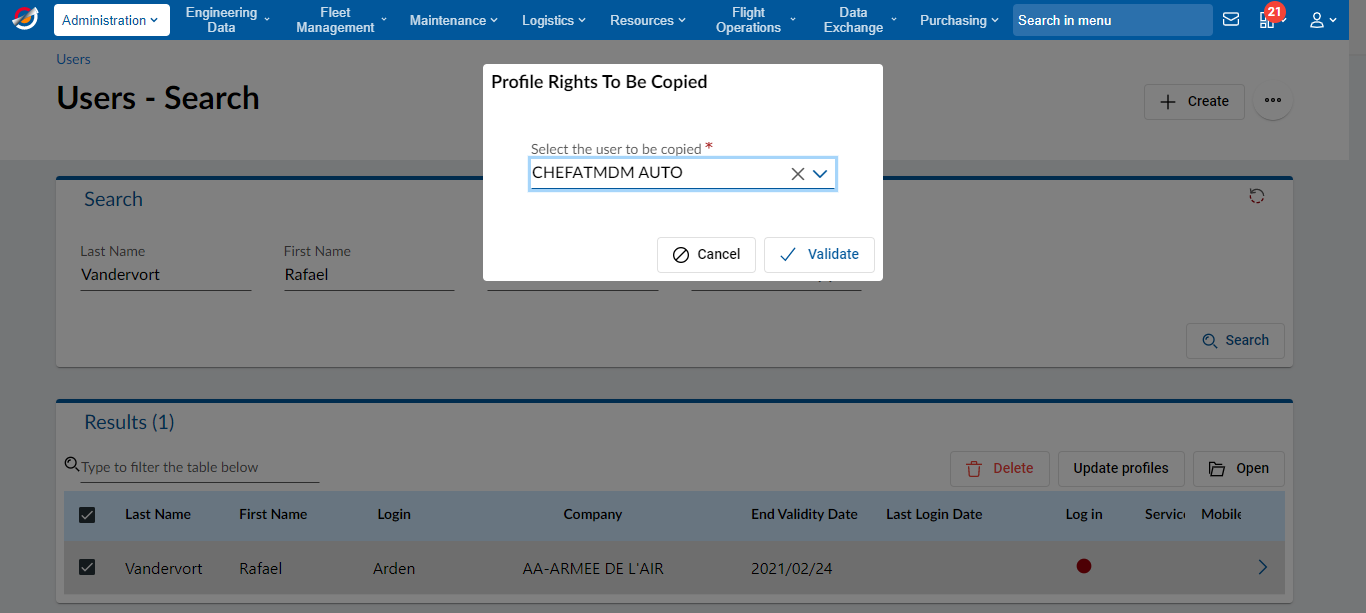 Administration
Engineering
Data
Fleet
Management
Maintenance
Logistics
Resources
Flight
Operations
Data
Exchange
Purchasing
Search in menu
21
Users
Users - Search
Create
Profile Rights To Be Copied
Select the user to be copied *
CHEFATMDM AUTO
Cancel
Validate
Search
Last Name
First Name
Vandervort
Rafael
Search
Results (1)
Type to filter the table below
Delete
Update profiles
Open
Last Name First Name Login Company End Validity Date Last Login Date Log in Servic Mobile
Vandervort Rafael Arden AA-ARMEE DE L'AIR 2021/02/24